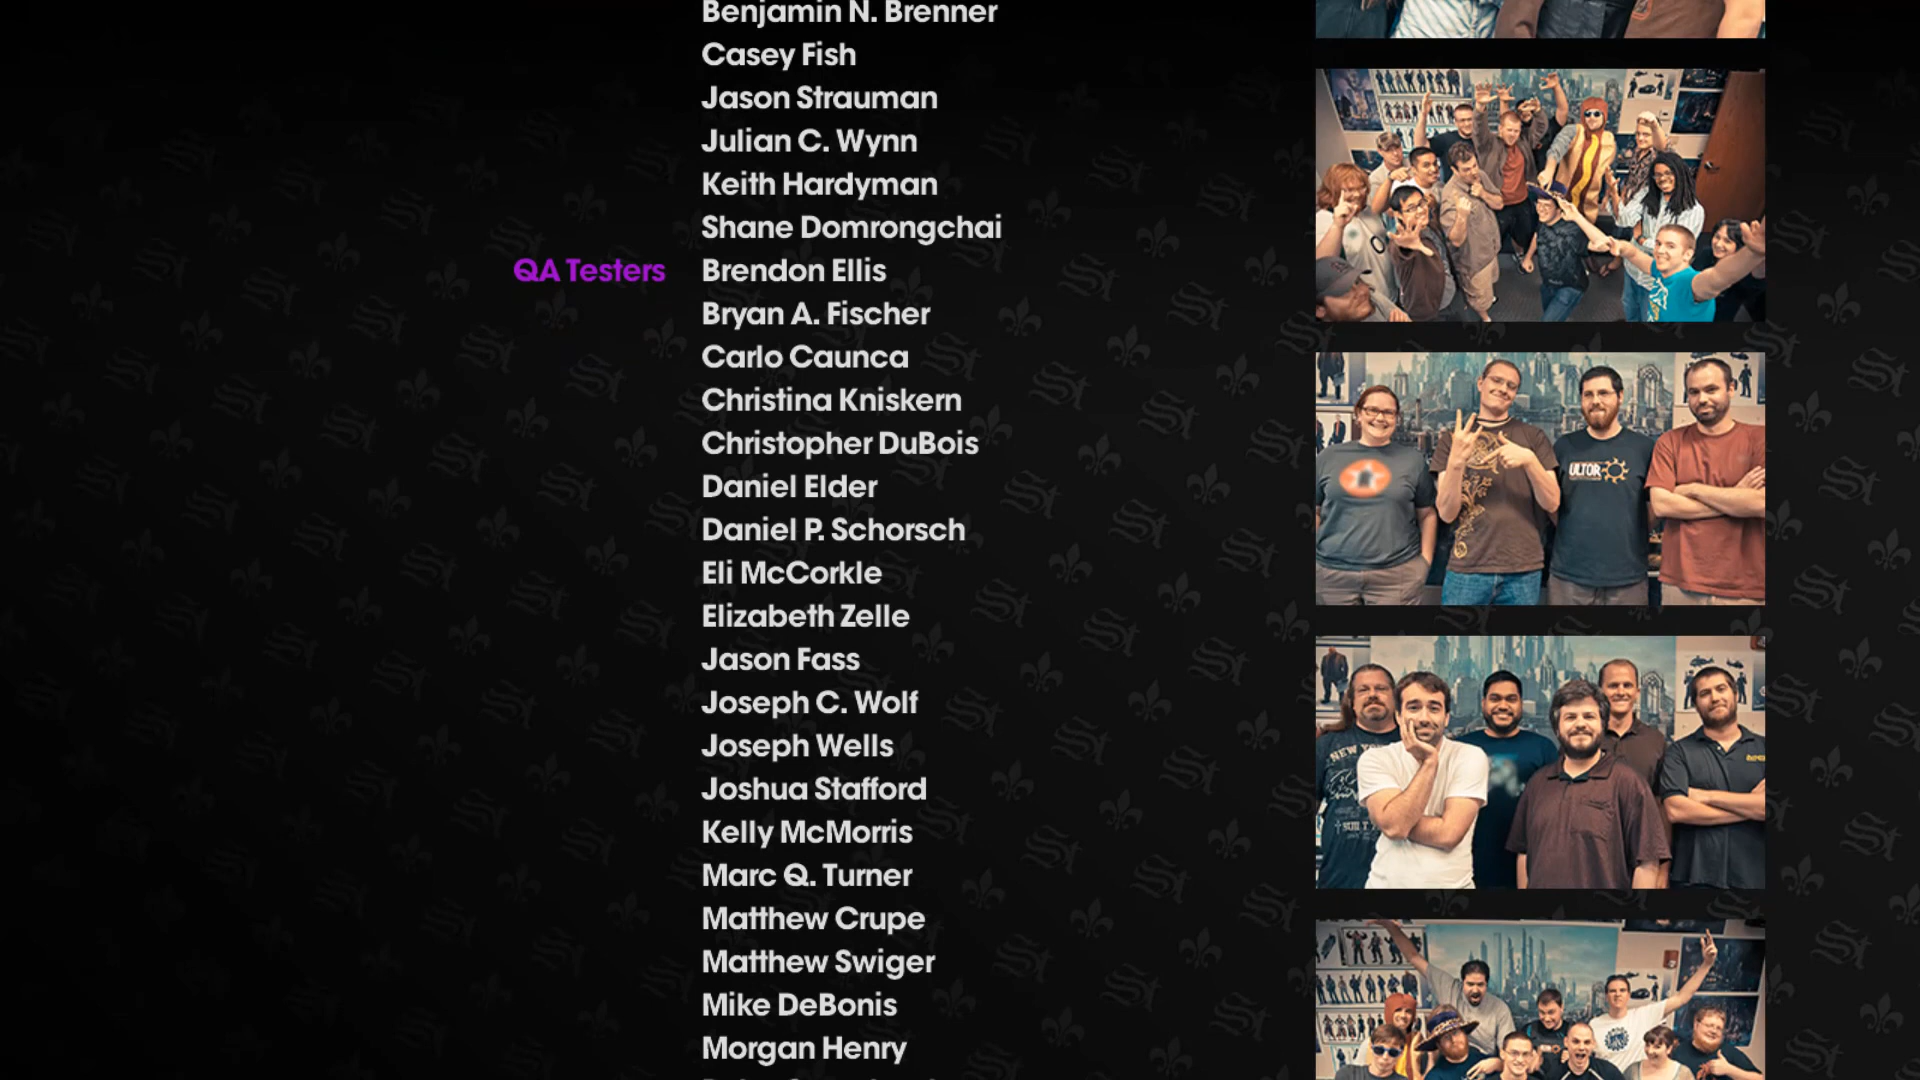 Benjamin N. Brenner
Casey Fish
Jason Strauman
Julian C. Wynn
Keith Hardyman
Shane Domrongchai
QA Testers Brendon Ellis
Bryan A. Fischer
Carlo Caunca
Christina Kniskern
Christopher DuBois
Daniel Elder
Daniel P. Schorsch
Eli McCorkle
Elizabeth Zelle
Jason Fass
Joseph C. Wolf
Joseph Wells
Joshua Stafford
Kelly McMorris
Marc Q. Turner
Matthew Crupe
Matthew Swiger
Mike DeBonis
Morgan Henry
ULTOR
NEW